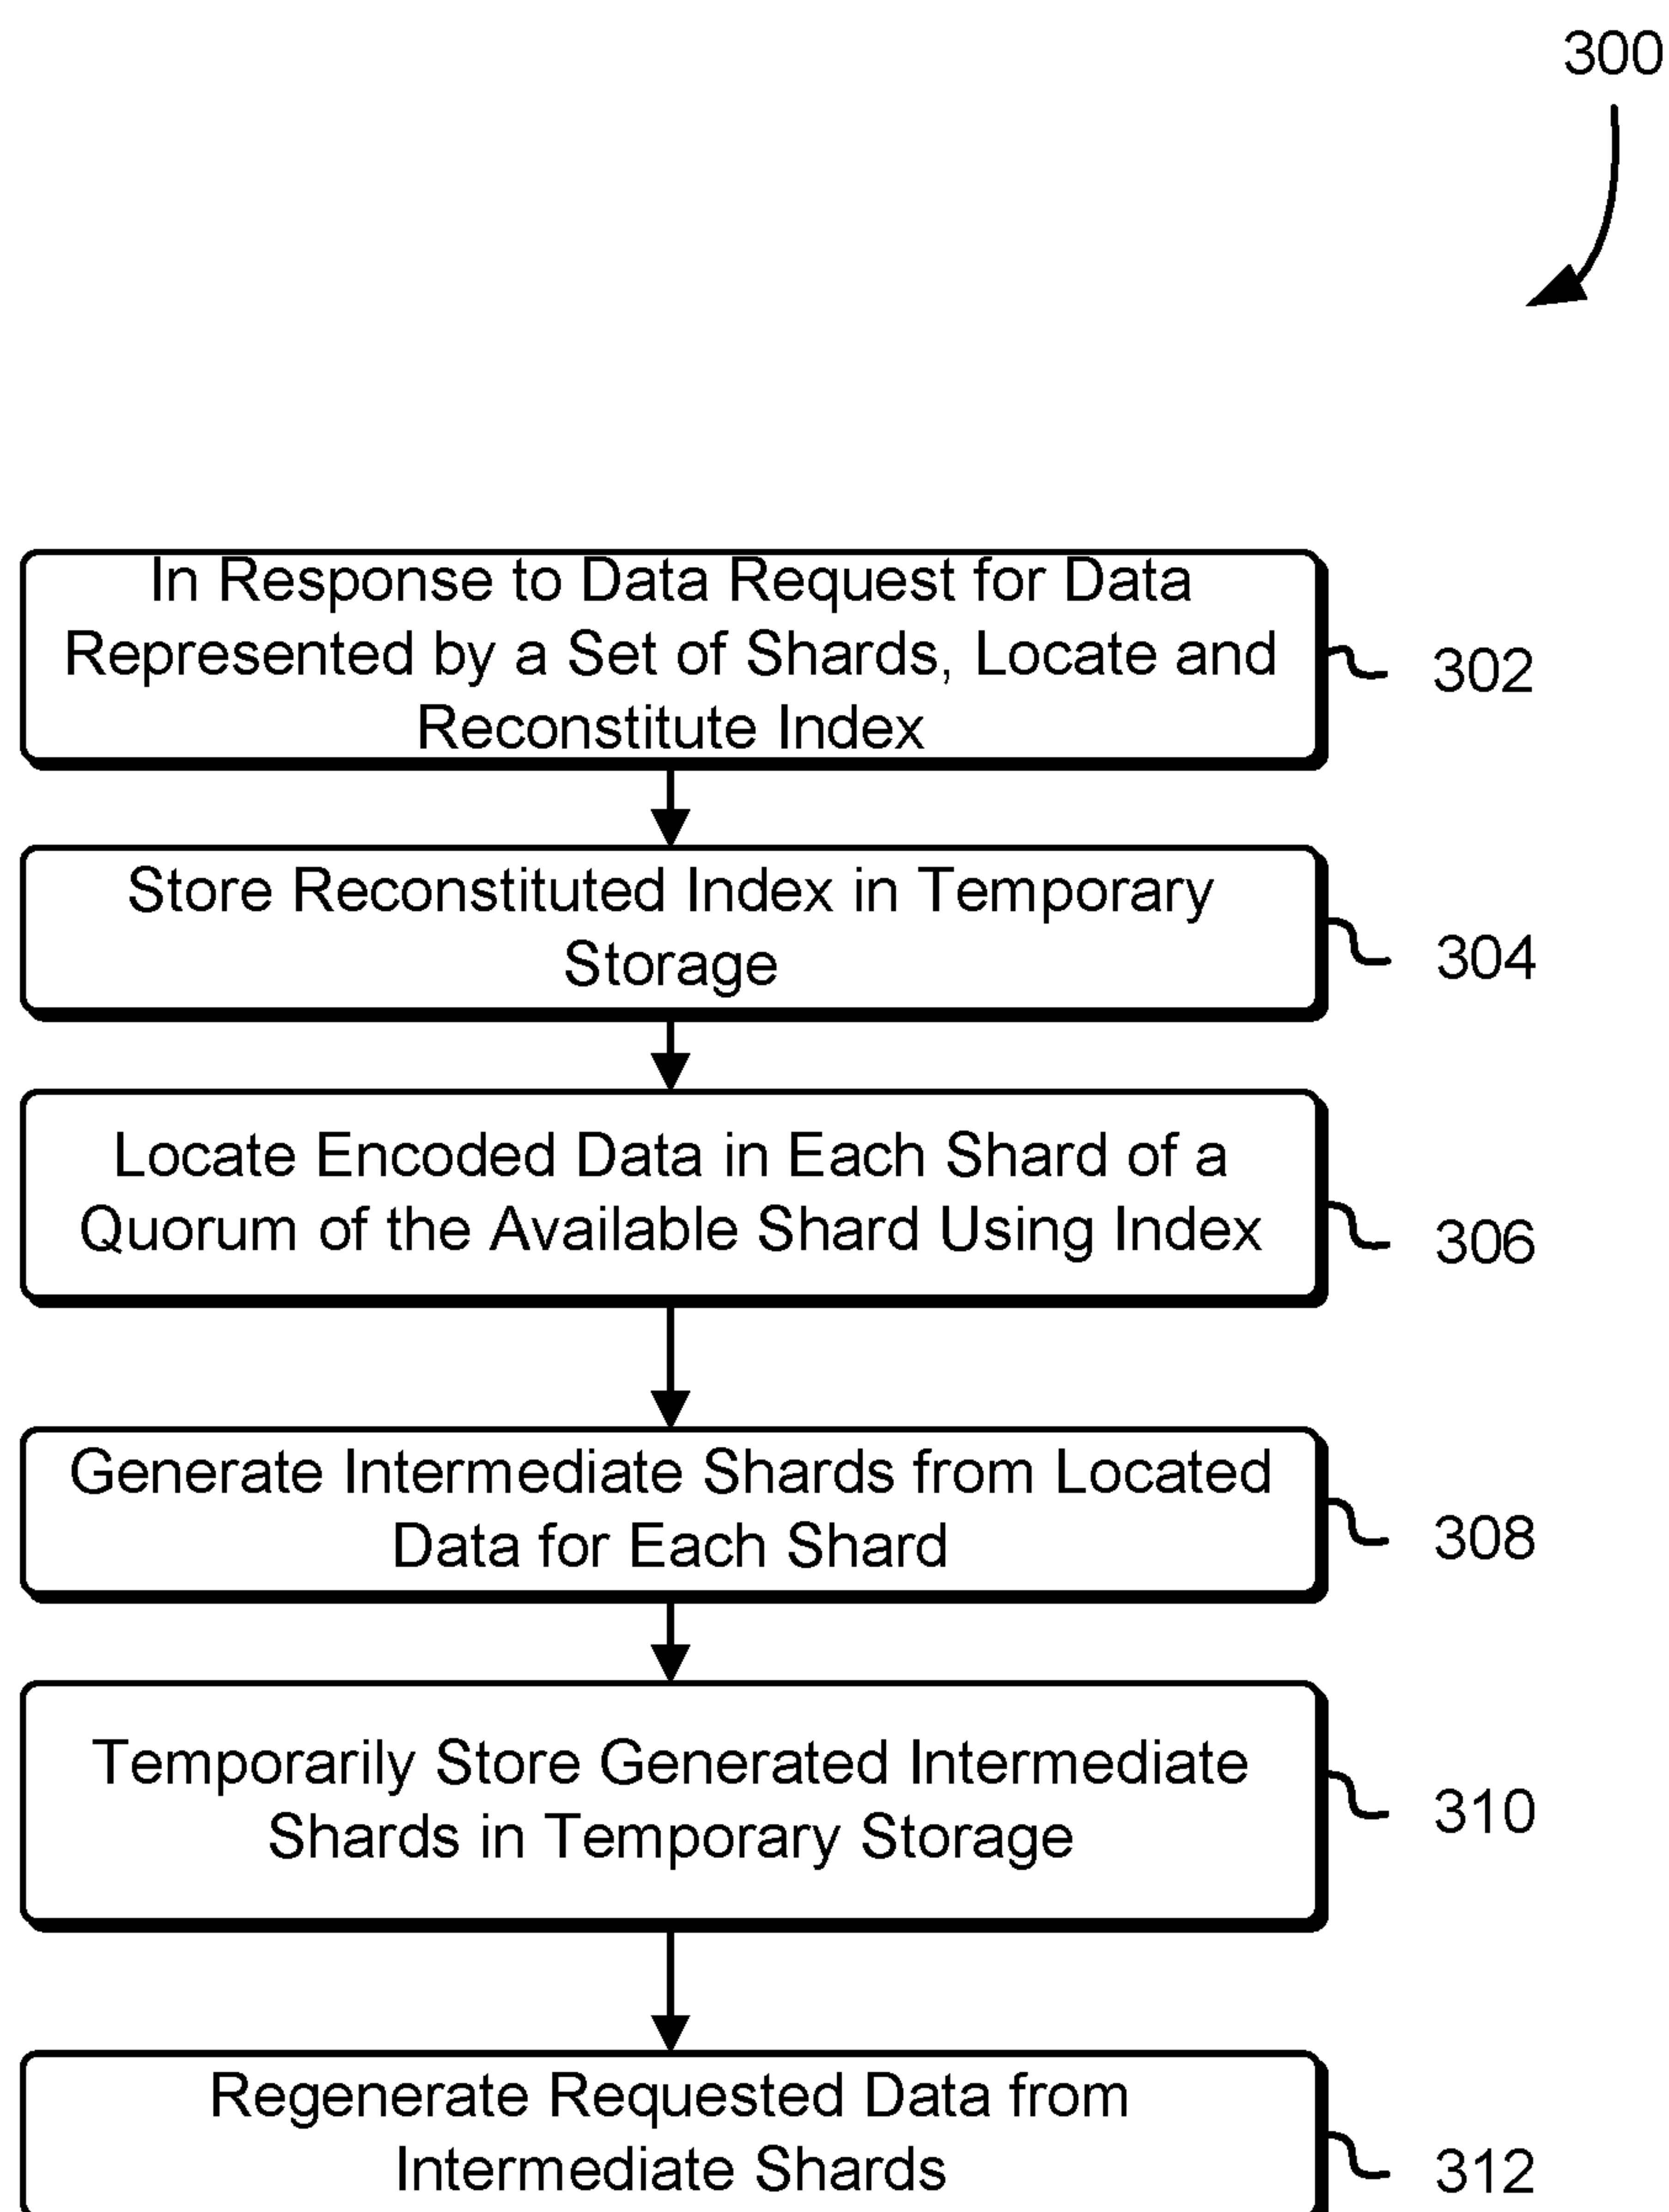 300
In Response to Data Request for Data
Represented by a Set of Shards, Locate and
Reconstitute Index
302
Store Reconstituted Index in Temporary
Storage
304
Locate Encoded Data in Each Shard of a
Quorum of the Available Shard Using Index
306
Generate Intermediate Shards from Located
Data for Each Shard
308
Temporarily Store Generated Intermediate
Shards in Temporary Storage
310
Regenerate Requested Data from
Intermediate Shards
312